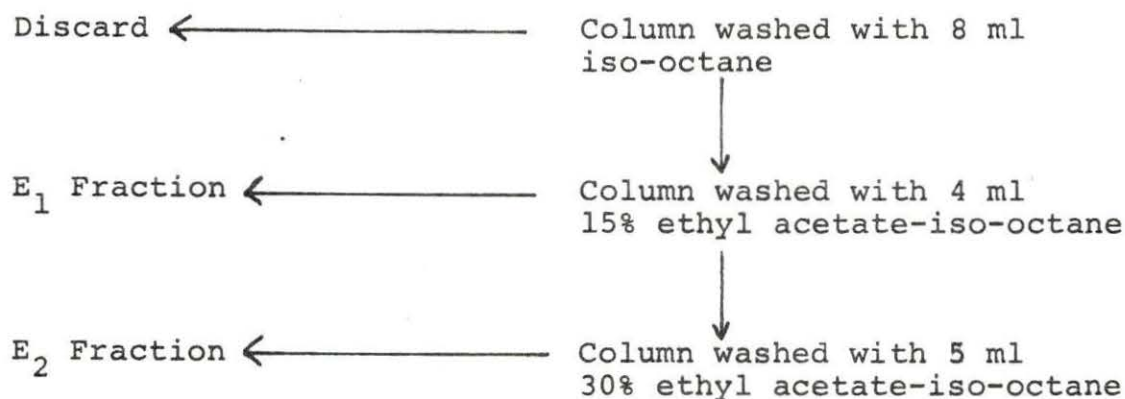 Discard
Column washed with 8 ml
iso-octane
E₁ Fraction
Column washed with 4 ml
15% ethyl acetate-iso-octane
E₂ Fraction
Column washed with 5 ml
30% ethyl acetate-iso-octane